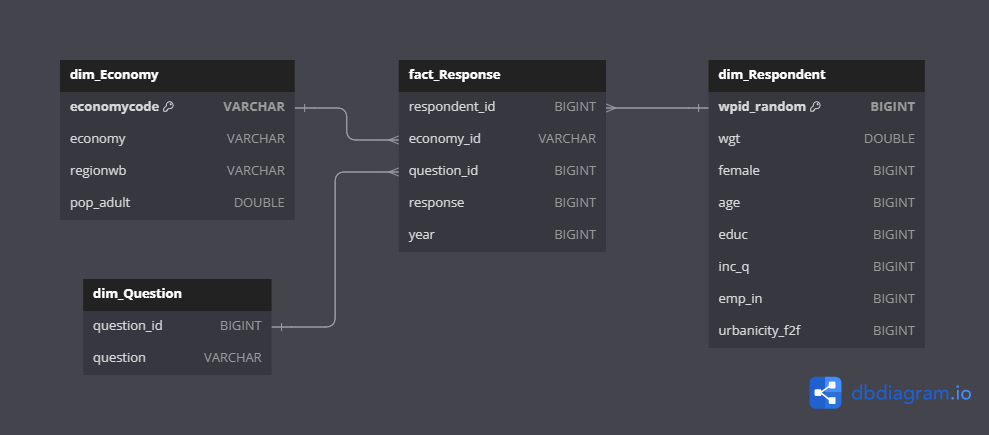 dim_Economy
economycode VARCHAR
economy VARCHAR
regionwb VARCHAR
pop_adult DOUBLE
fact_Response
respondent_id BIGINT
economy_id VARCHAR
question_id BIGINT
response BIGINT
year BIGINT
dim_Respondent
wpid_random BIGINT
wgt DOUBLE
female BIGINT
age BIGINT
educ BIGINT
inc_q BIGINT
emp_in BIGINT
urbanicity_f2f BIGINT
dim_Question
question_id BIGINT
question VARCHAR
dbdiagram.io